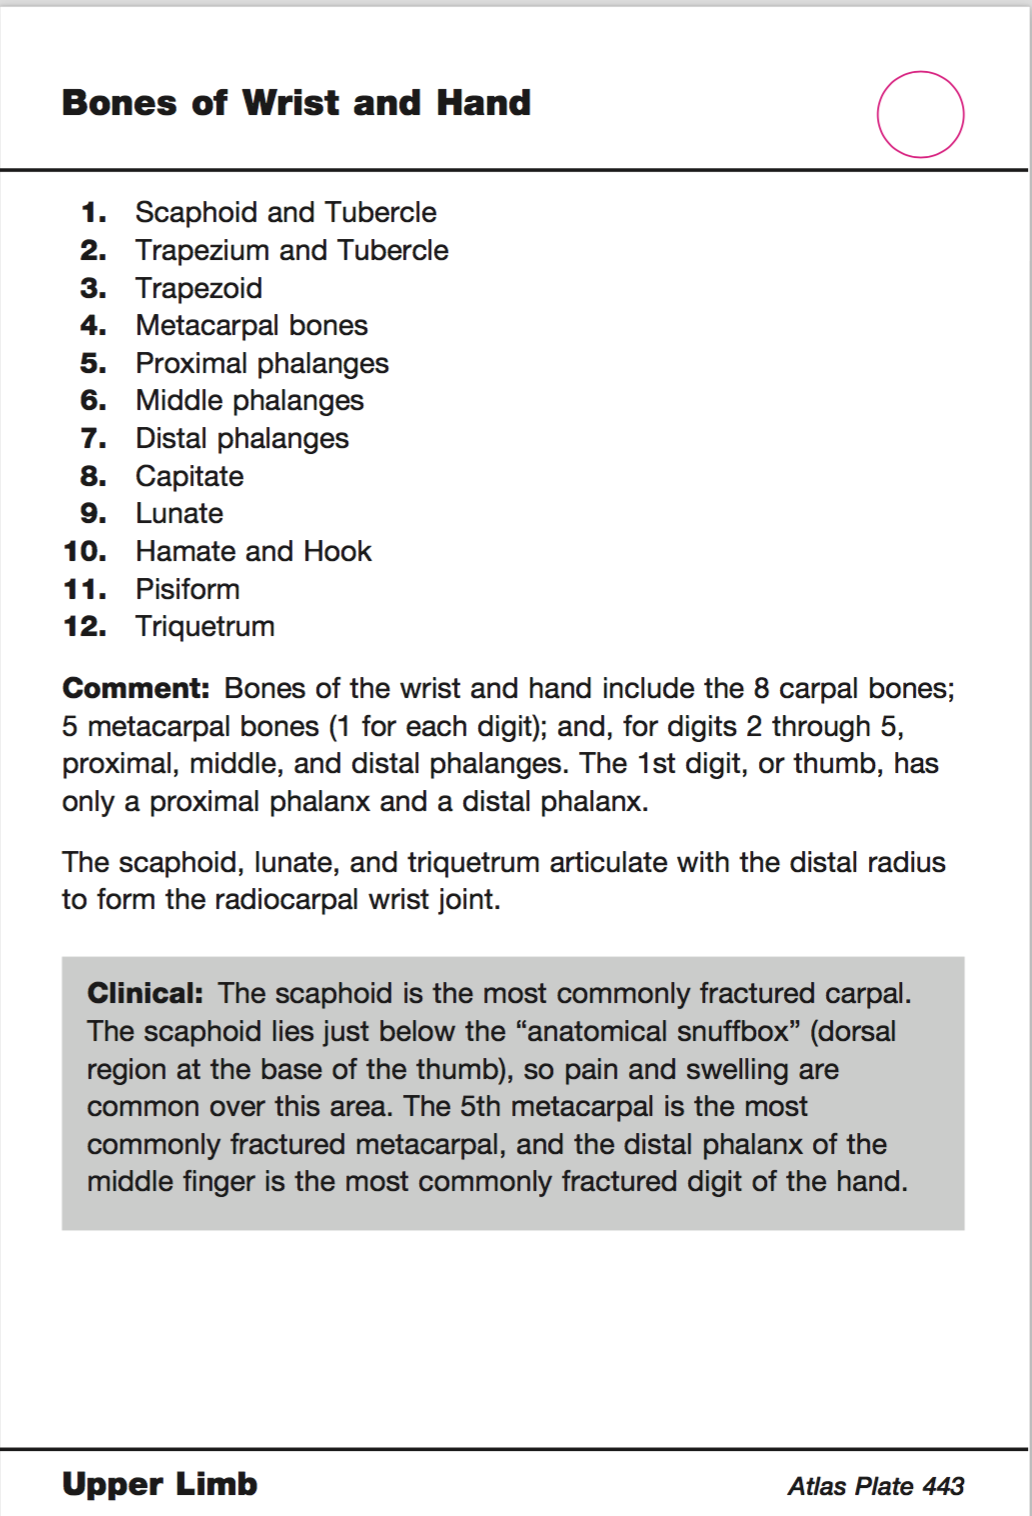 Bones of Wrist and Hand
1. Scaphoid and Tubercle
2. Trapezium and Tubercle
3. Trapezoid
4. Metacarpal bones
5. Proximal phalanges
6. Middle phalanges
7. Distal phalanges
8. Capitate
9. Lunate
10. Hamate and Hook
11. Pisiform
12. Triquetrum
Comment: Bones of the wrist and hand include the 8 carpal bones;
5 metacarpal bones (1 for each digit); and, for digits 2 through 5,
proximal, middle, and distal phalanges. The 1st digit, or thumb, has
only a proximal phalanx and a distal phalanx.
The scaphoid, lunate, and triquetrum articulate with the distal radius
to form the radiocarpal wrist joint.
Clinical: The scaphoid is the most commonly fractured carpal.
The scaphoid lies just below the “anatomical snuffbox” (dorsal
region at the base of the thumb), so pain and swelling are
common over this area. The 5th metacarpal is the most
commonly fractured metacarpal, and the distal phalanx of the
middle finger is the most commonly fractured digit of the hand.
Upper Limb
Atlas Plate 443